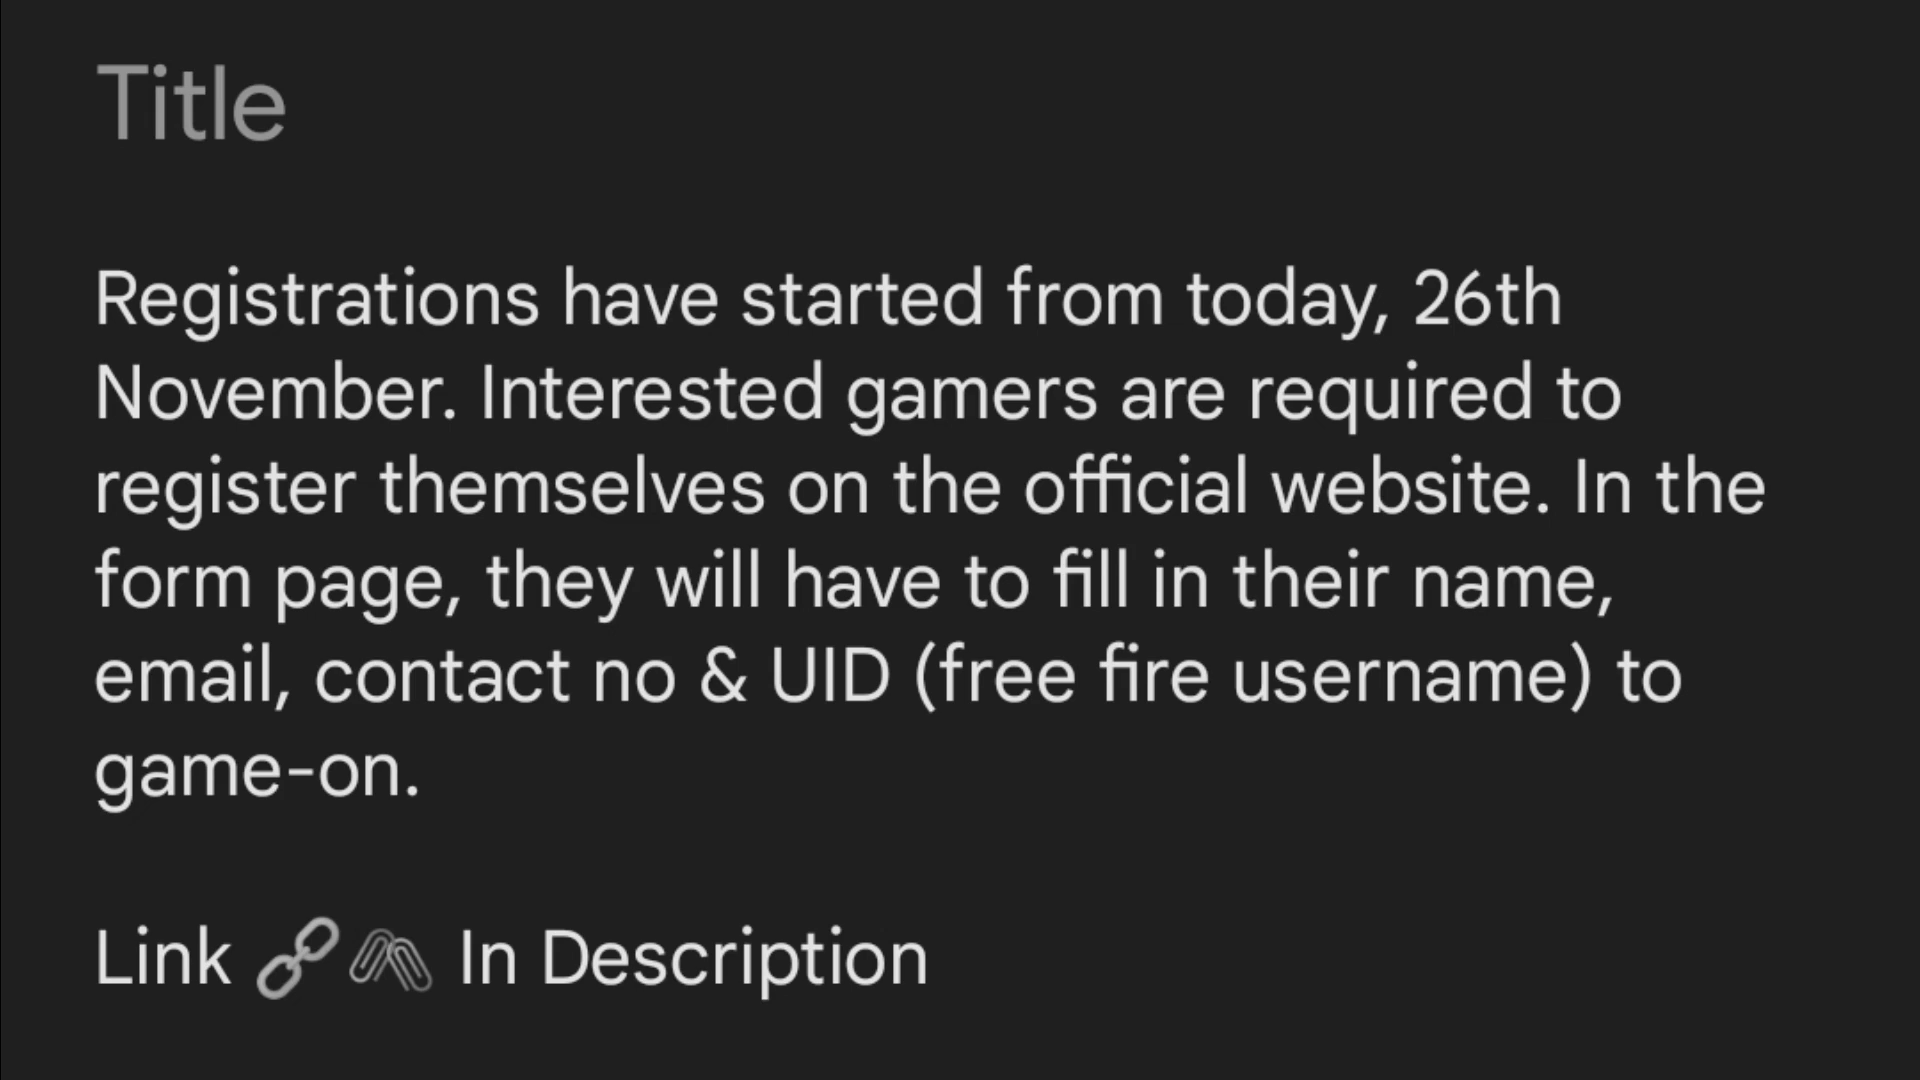 Title
Registrations have started from today, 26th
November. Interested gamers are required to
register themselves on the official website. In the
form page, they will have to fill in their name,
email, contact no & UID (free fire username) to
game-on.
Link 🔗🖇️ In Description